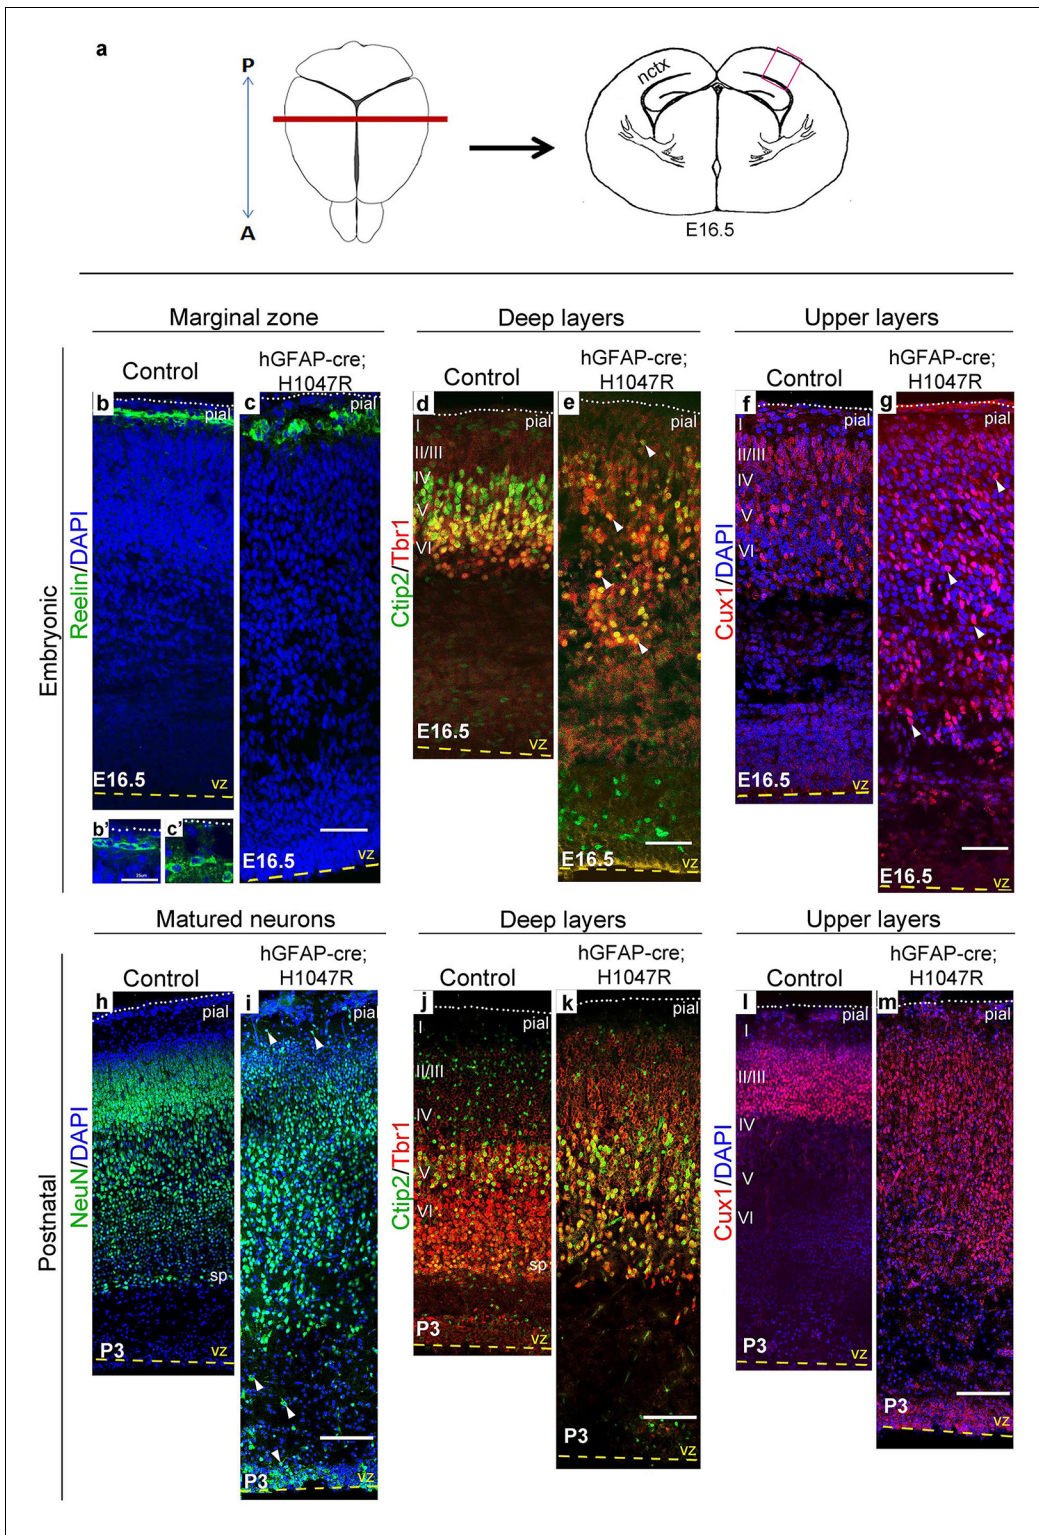 a
P
A
nctx
E16.5
Marginal zone
Deep layers
Upper layers
Embryonic
Control
hGFAP-cre;
H1047R
Control
hGFAP-cre;
H1047R
Control
hGFAP-cre;
H1047R
Reelin/DAPI
b
pial
E16.5
vz
c
pial
E16.5
vz
b'
25um
c'
Ctip2/Tbr1
d
pial
I
II/III
IV
V
VI
E16.5
vz
e
pial
E16.5
vz
Cux1/DAPI
f
pial
I
II/III
IV
V
VI
E16.5
vz
g
pial
E16.5
vz
Matured neurons
Deep layers
Upper layers
Postnatal
Control
hGFAP-cre;
H1047R
Control
hGFAP-cre;
H1047R
Control
hGFAP-cre;
H1047R
NeuN/DAPI
h
pial
sp
P3
vz
i
pial
P3
vz
Ctip2/Tbr1
j
pial
I
II/III
IV
V
VI
sp
P3
vz
k
pial
P3
vz
Cux1/DAPI
l
pial
I
II/III
IV
V
VI
P3
vz
m
pial
P3
vz